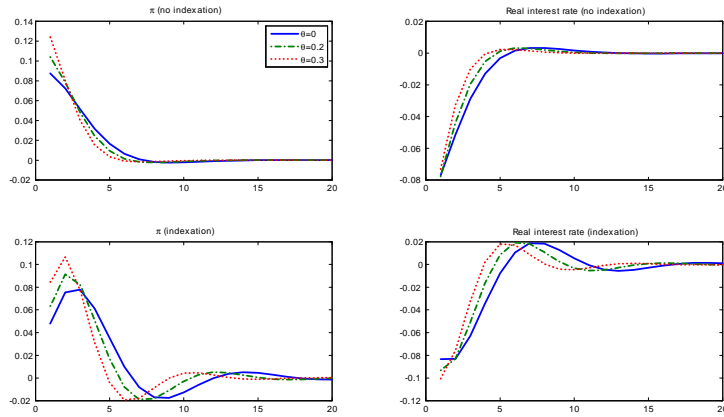 π (no indexation)
0.14
0.12
0.1
0.08
0.06
0.04
0.02
0
-0.02
0 5 10 15 20
θ=0
θ=0.2
θ=0.3
Real interest rate (no indexation)
0.02
0
-0.02
-0.04
-0.06
-0.08
0 5 10 15 20
π (indexation)
0.12
0.1
0.08
0.06
0.04
0.02
0
-0.02
0 5 10 15 20
Real interest rate (indexation)
0.02
0
-0.02
-0.04
-0.06
-0.08
-0.1
-0.12
0 5 10 15 20